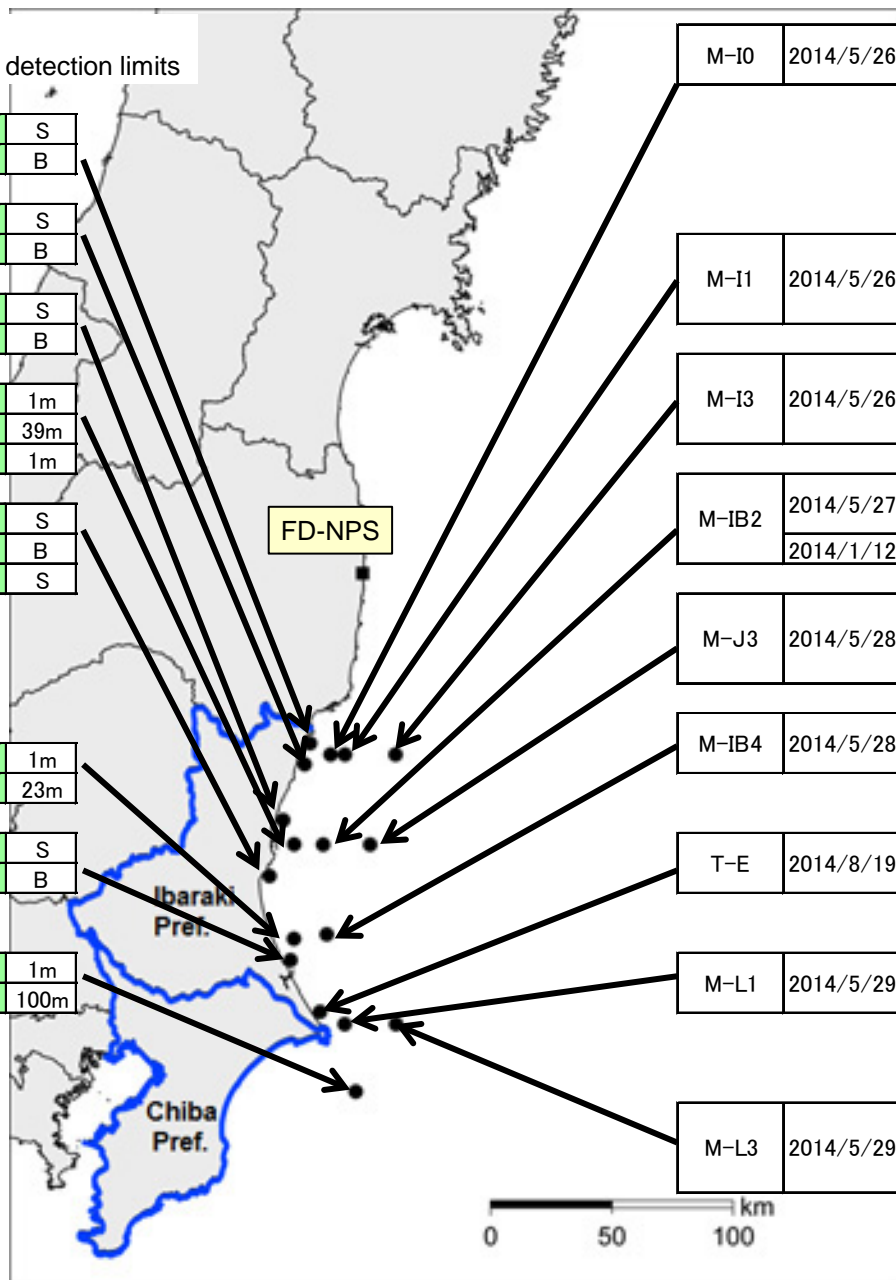 detection limits
S
B
S
B
S
B
1m
39m
1m
S
B
S
1m
23m
S
B
1m
100m
FD-NPS
Ibaraki
Pref.
Chiba
Pref.
M-I0 2014/5/26
M-I1 2014/5/26
M-I3 2014/5/26
M-IB2 2014/5/27
2014/1/12
M-J3 2014/5/28
M-IB4 2014/5/28
T-E 2014/8/19
M-L1 2014/5/29
M-L3 2014/5/29
km
0 50 100